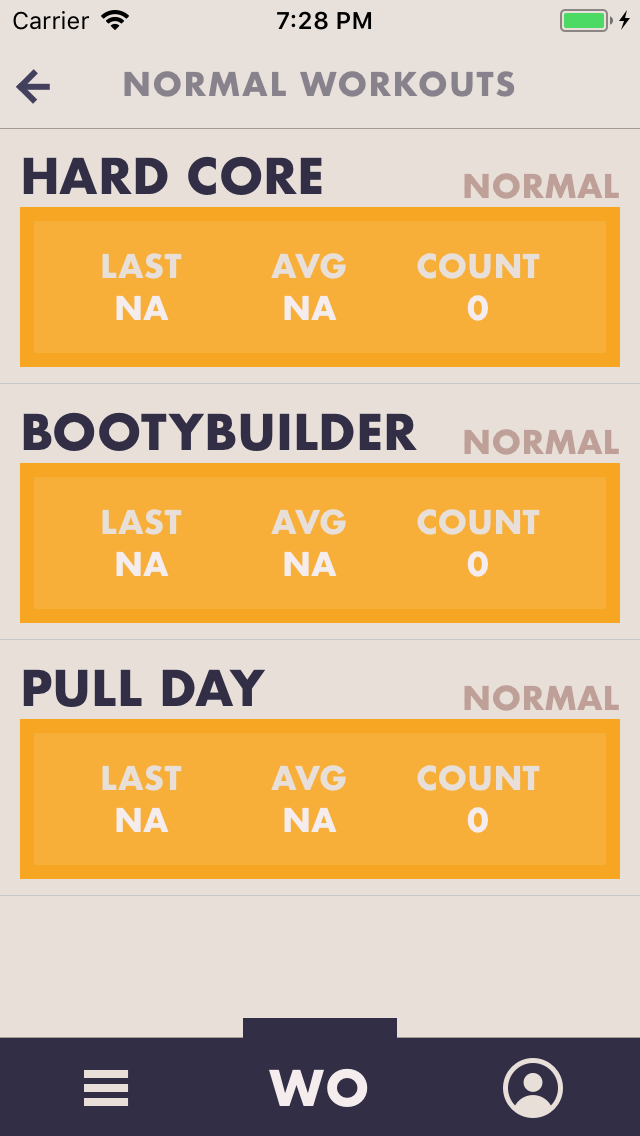 Carrier 7:28 PM
NORMAL WORKOUTS
HARD CORE NORMAL
LAST AVG COUNT
NA NA 0
BOOTYBUILDER NORMAL
LAST AVG COUNT
NA NA 0
PULL DAY NORMAL
LAST AVG COUNT
NA NA 0
WO